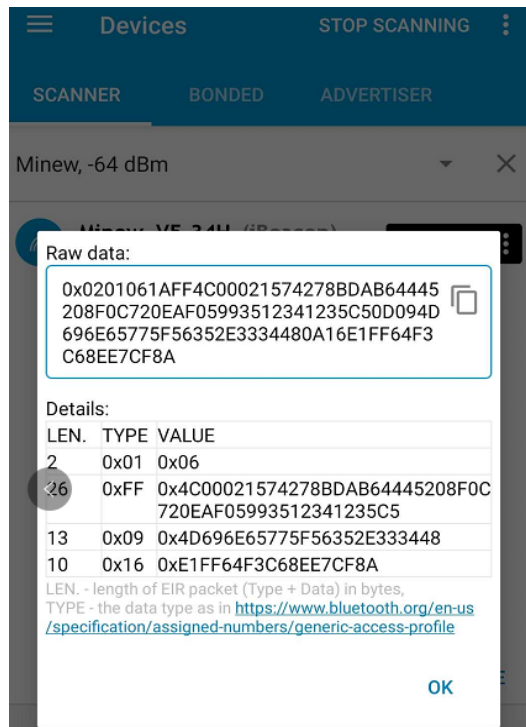 Devices
STOP SCANNING
SCANNER
BONDED
ADVERTISER
Minew, -64 dBm
Raw data:
0x0201061AFF4C00021574278BDAB64445
208F0C720EAF05993512341235C50D094D
696E65775F56352E3334480A16E1FF64F3
C68EE7CF8A
Details:
LEN. TYPE VALUE
2 0x01 0x06
26 0xFF 0x4C00021574278BDAB64445208F0C
720EAF05993512341235C5
13 0x09 0x4D696E65775F56352E333448
10 0x16 0xE1FF64F3C68EE7CF8A
LEN. - length of EIR packet (Type + Data) in bytes,
TYPE - the data type as in https://www.bluetooth.org/en-us
/specification/assigned-numbers/generic-access-profile
OK